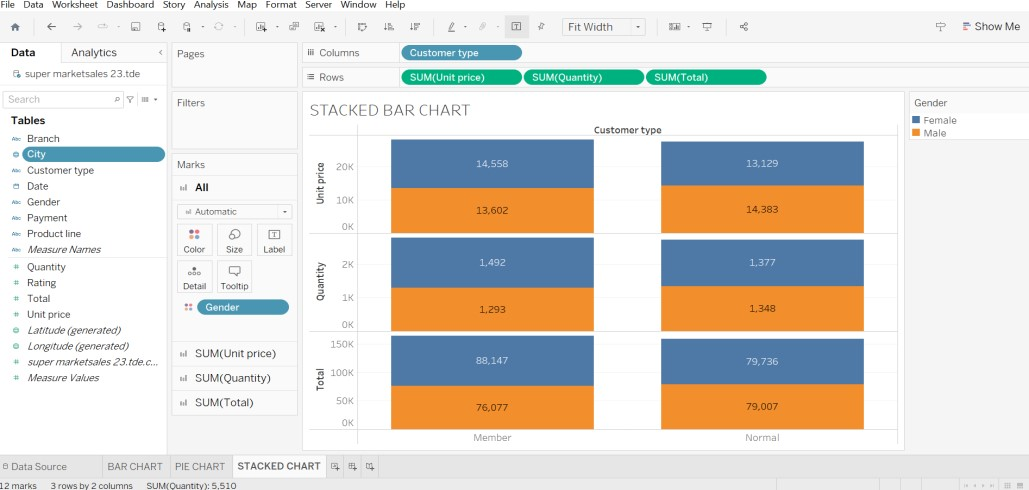 File Data Worksheet Dashboard Story Analysis Map Format Server Window Help
Fit Width
Show Me
Data Analytics
super marketsales 23.tde
Search
Tables
Abc Branch
City
Abc Customer type
Date
Abc Gender
Abc Payment
Abc Product line
Abc Measure Names
# Quantity
# Rating
# Total
# Unit price
Latitude (generated)
Longitude (generated)
# super marketsales 23.tde.c...
# Measure Values
Pages
Filters
Marks
All
Automatic
Color Size Label
Detail Tooltip
Gender
SUM(Unit price)
SUM(Quantity)
SUM(Total)
Columns Customer type
Rows SUM(Unit price) SUM(Quantity) SUM(Total)
STACKED BAR CHART
Customer type
Unit price
20K
10K
0K
14,558 13,129
13,602 14,383
Quantity
2K
1K
0K
1,492 1,377
1,293 1,348
Total
150K
100K
50K
0K
88,147 79,736
76,077 79,007
Member Normal
Gender
Female
Male
Data Source BAR CHART PIE CHART STACKED CHART
12 marks 3 rows by 2 columns SUM(Quantity): 5,510